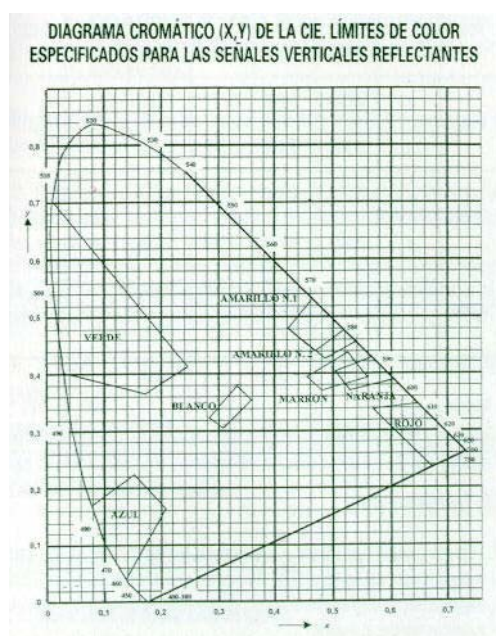 DIAGRAMA CROMÁTICO (X,Y) DE LA CIE. LÍMITES DE COLOR
ESPECIFICADOS PARA LAS SEÑALES VERTICALES REFLECTANTES
520
530
0,8
540
510
0,7
550
y
560
0,6
570
500
AMARILLO N.1
0,5
580
VERDE
AMARILLO N. 2
590
0,4
600
BLANCO
MARRON
NARANJA
610
ROJO
620
490
0,3
0,2
480
AZUL
0,1
470
460
450
0
0,1
0,2
0,3
0,4
0,5
0,6
0,7
x